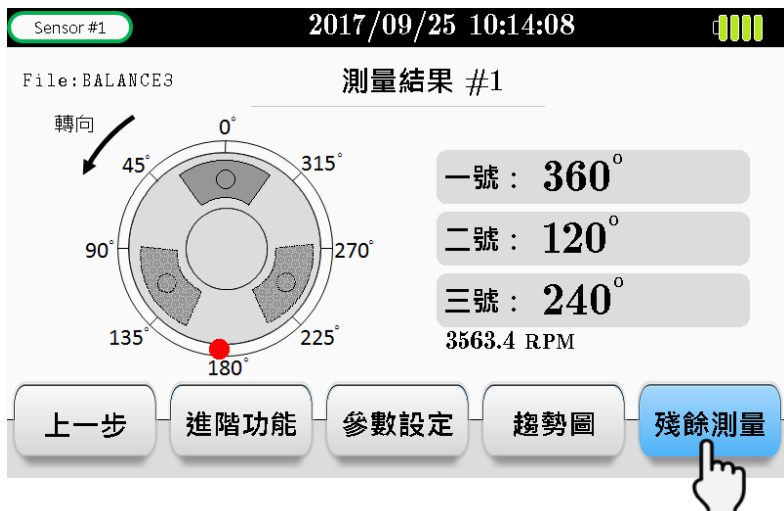 Sensor #1
2017/09/25 10:14:08
File:BALANCE3
測量結果 #1
轉向
0°
45°
315°
90°
270°
135°
225°
180°
一號： 360°
二號： 120°
三號： 240°
3563.4 RPM
上一步
進階功能
參數設定
趨勢圖
殘餘測量